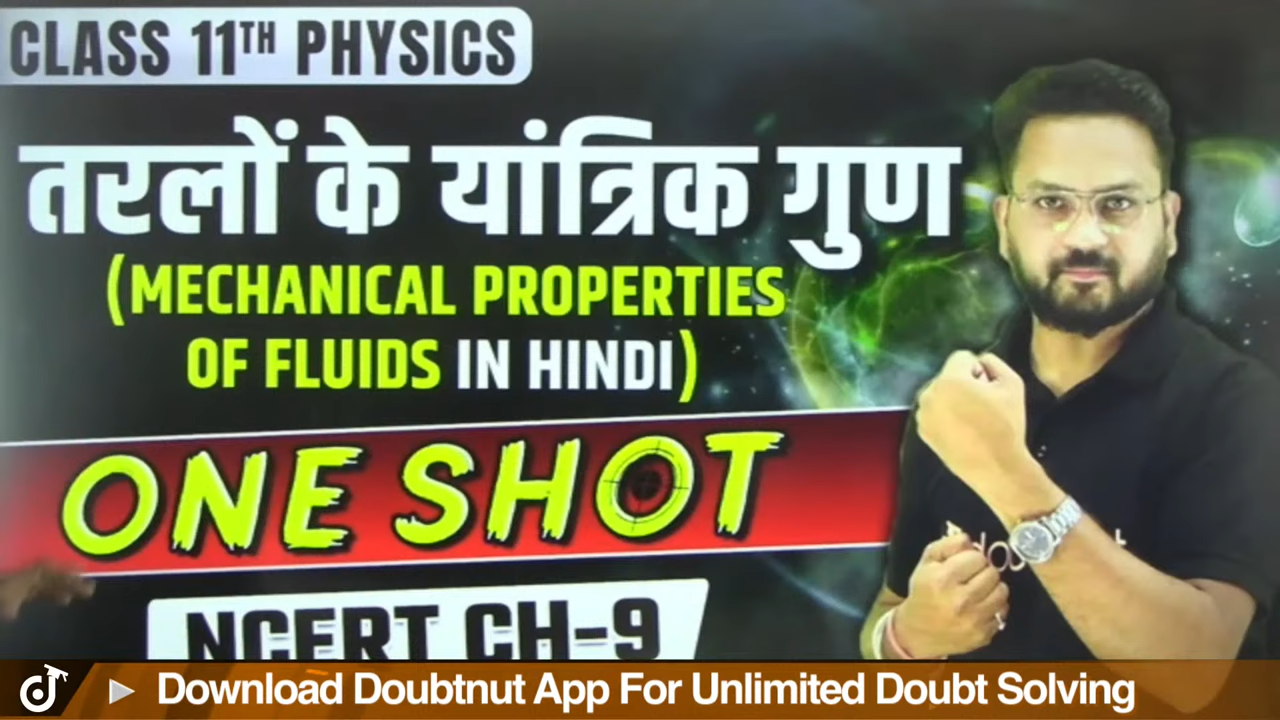 CLASS 11TH PHYSICS
तरलों के यांत्रिक गुण
(MECHANICAL PROPERTIES
OF FLUIDS IN HINDI)
ONE SHOT
NCERT CH-9
Download Doubtnut App For Unlimited Doubt Solving